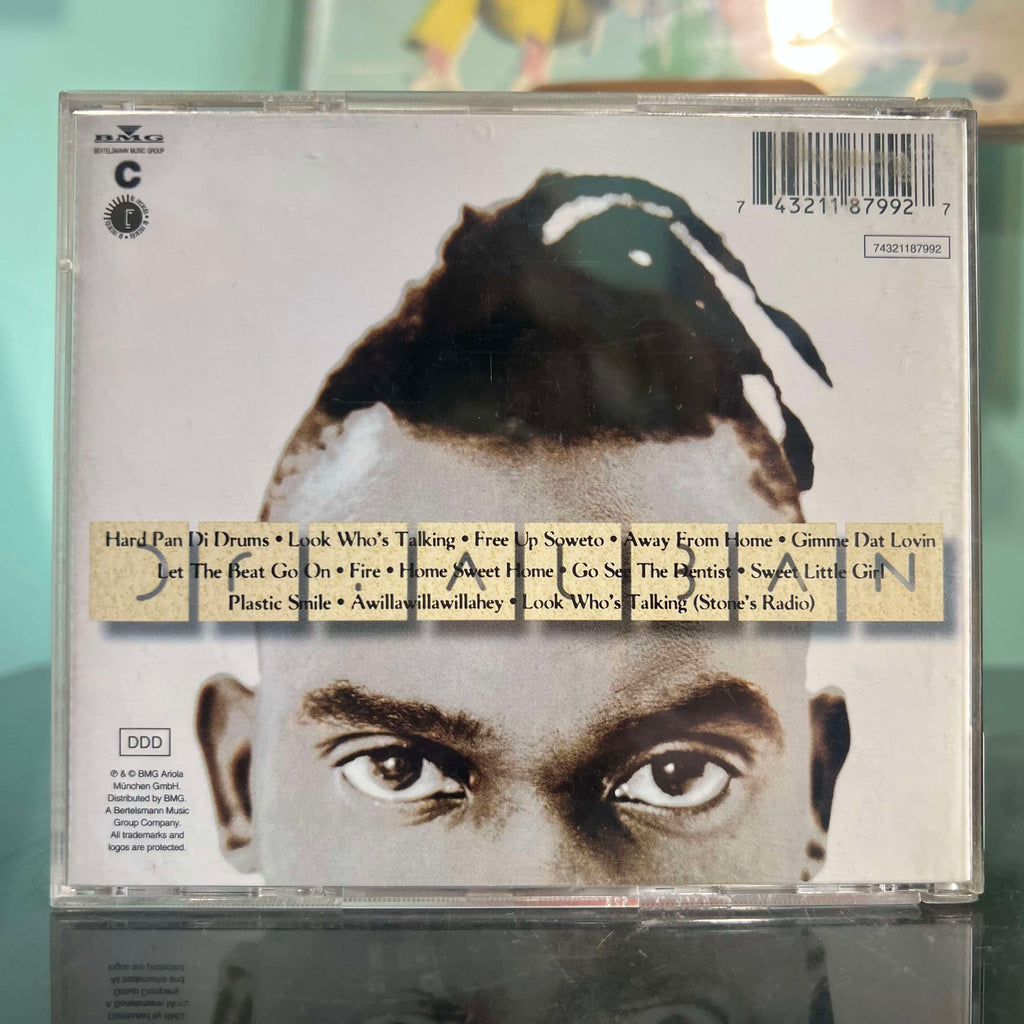 BMG
BERTELSMANN MUSIC GROUP
C
7 43211 87992 7
74321187992
DR. ALBAN
Hard Pan Di Drums • Look Who's Talking • Free Up Soweto • Away From Home • Gimme Dat Lovin
Let The Beat Go On • Fire • Home Sweet Home • Go See The Dentist • Sweet Little Girl
Plastic Smile • Awillawillawillahey • Look Who's Talking (Stone's Radio)
DDD
℗ & © BMG Ariola
München GmbH.
Distributed by BMG.
A Bertelsmann Music
Group Company.
All trademarks and
logos are protected.